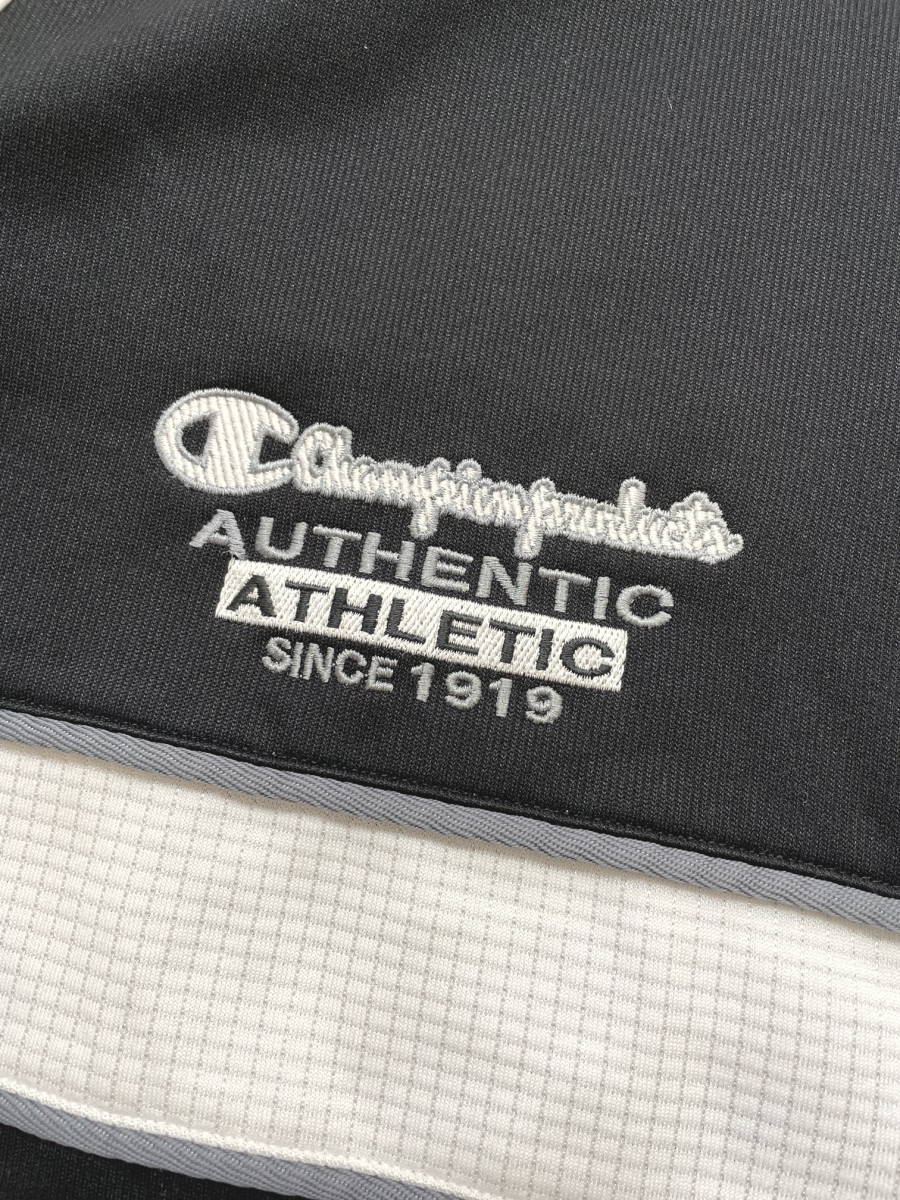 Champion products
AUTHENTIC
ATHLETIC
SINCE 1919